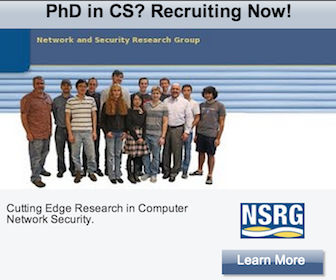 PhD in CS? Recruiting Now!
Network and Security Research Group
Cutting Edge Research in Computer
Network Security.
NSRG
Learn More